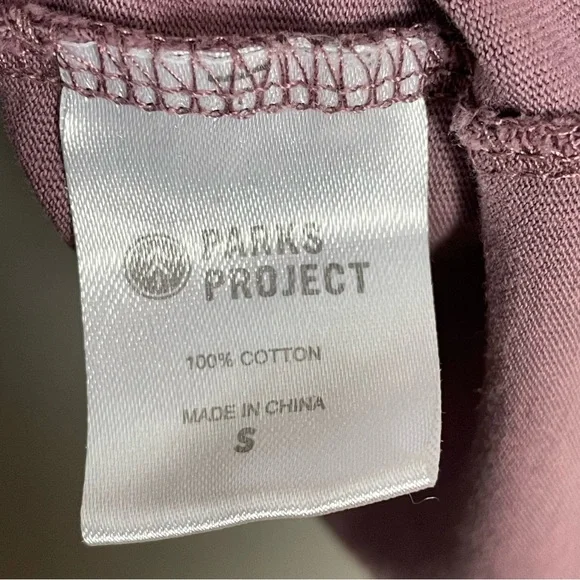 PARKS
PROJECT
100% COTTON
MADE IN CHINA
S